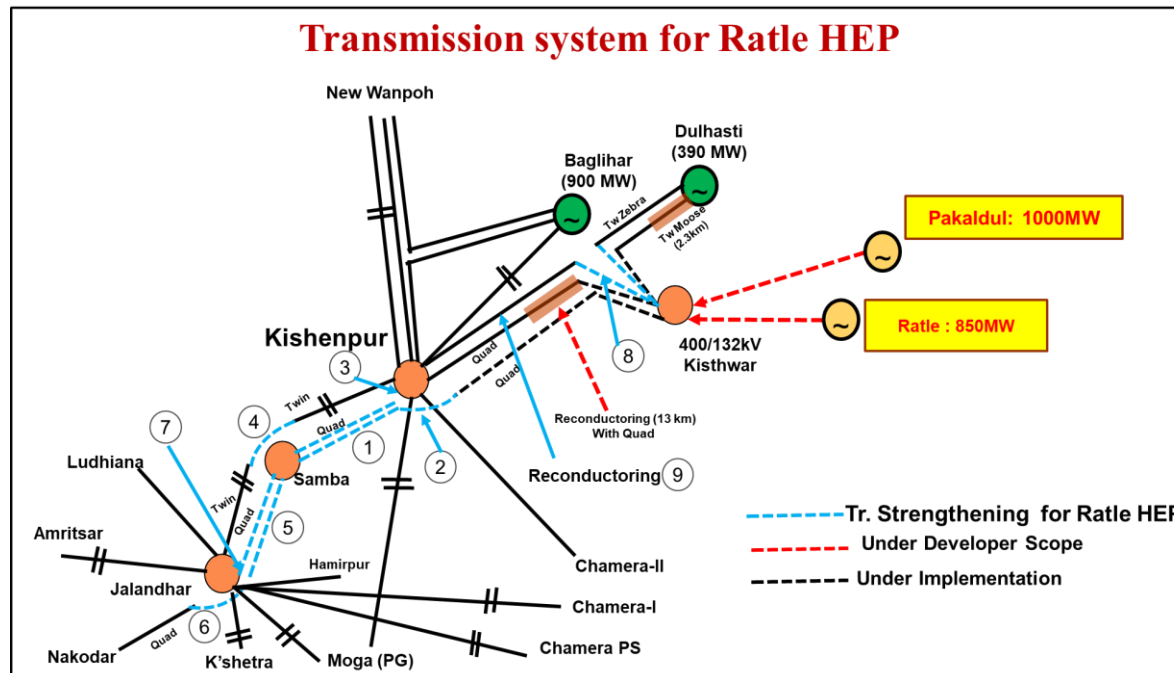 Transmission system for Ratle HEP
New Wanpoh
Dulhasti
(390 MW)
Baglihar
(900 MW)
~
~
Tw Zebra
Tw Moose
(2.3km)
Pakaldul: 1000MW
~
Ratle : 850MW
~
400/132kV
Kisthwar
8
Kishenpur
3
Quad
Quad
Twin
4
Quad
1
2
Reconductoring (13 km)
With Quad
Reconductoring 9
7
Ludhiana
Samba
Twin
Quad
5
Amritsar
Jalandhar
Hamirpur
6
Quad
Nakodar
K'shetra
Moga (PG)
Chamera-II
Chamera-I
Chamera PS
Tr. Strengthening for Ratle HEP
Under Developer Scope
Under Implementation